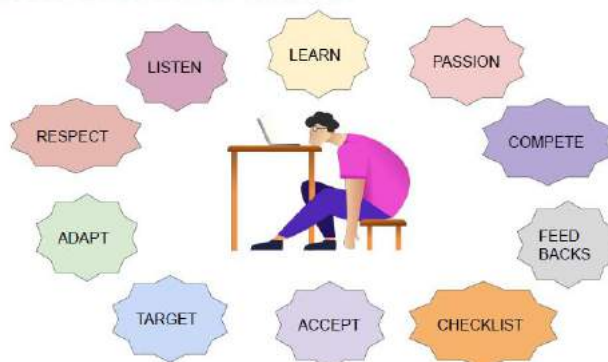 LISTEN
LEARN
PASSION
RESPECT
COMPETE
ADAPT
FEED
BACKS
TARGET
ACCEPT
CHECKLIST